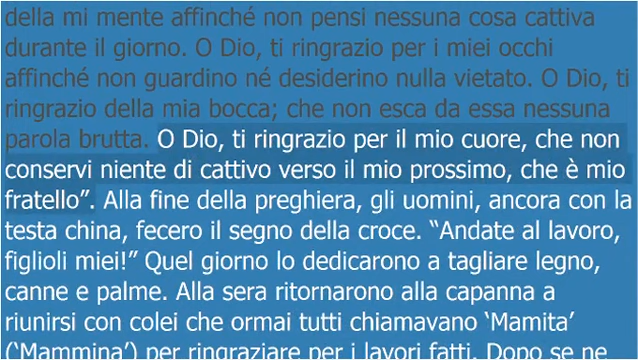 della mi mente affinché non pensi nessuna cosa cattiva
durante il giorno. O Dio, ti ringrazio per i miei occhi
affinché non guardino né desiderino nulla vietato. O Dio, ti
ringrazio della mia bocca; che non esca da essa nessuna
parola brutta. O Dio, ti ringrazio per il mio cuore, che non
conservi niente di cattivo verso il mio prossimo, che è mio
fratello”. Alla fine della preghiera, gli uomini, ancora con la
testa china, fecero il segno della croce. “Andate al lavoro,
figlioli miei!” Quel giorno lo dedicarono a tagliare legno,
canne e palme. Alla sera ritornarono alla capanna a
riunirsi con colei che ormai tutti chiamavano ‘Mamita’
(‘Mammina’) per ringraziare per i lavori fatti. Dopo se ne